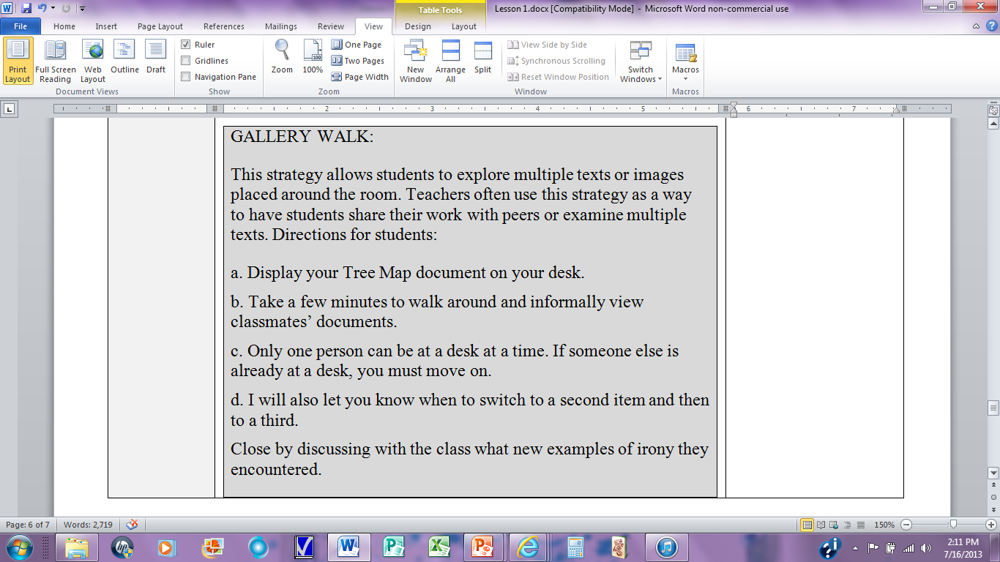 Table Tools
Lesson 1.docx [Compatibility Mode] - Microsoft Word non-commercial use
File Home Insert Page Layout References Mailings Review View Design Layout
Print Layout
Full Screen Reading
Web Layout
Outline
Draft
Document Views
Ruler
Gridlines
Navigation Pane
Show
Zoom
100%
One Page
Two Pages
Page Width
Zoom
New Window
Arrange All
Split
View Side by Side
Synchronous Scrolling
Reset Window Position
Window
Switch Windows
Macros
Macros
1 2 3 4 5 6 7
GALLERY WALK:
This strategy allows students to explore multiple texts or images
placed around the room. Teachers often use this strategy as a way
to have students share their work with peers or examine multiple
texts. Directions for students:
a. Display your Tree Map document on your desk.
b. Take a few minutes to walk around and informally view
classmates’ documents.
c. Only one person can be at a desk at a time. If someone else is
already at a desk, you must move on.
d. I will also let you know when to switch to a second item and then
to a third.
Close by discussing with the class what new examples of irony they
encountered.
Page: 6 of 7 Words: 2,719 150%
2:11 PM
7/16/2013